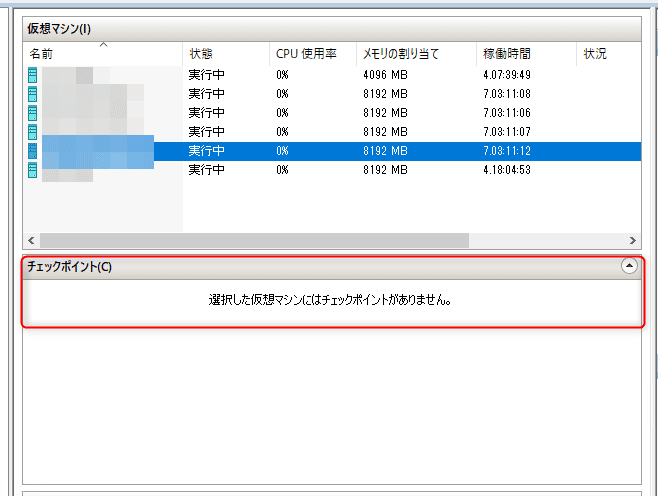 仮想マシン(I)
名前 状態 CPU 使用率 メモリの割り当て 稼働時間 状況
実行中 0% 4096 MB 4.07:39:49
実行中 0% 8192 MB 7.03:11:08
実行中 0% 8192 MB 7.03:11:06
実行中 0% 8192 MB 7.03:11:07
実行中 0% 8192 MB 7.03:11:12
実行中 0% 8192 MB 4.18:04:53
チェックポイント(C)
選択した仮想マシンにはチェックポイントがありません。